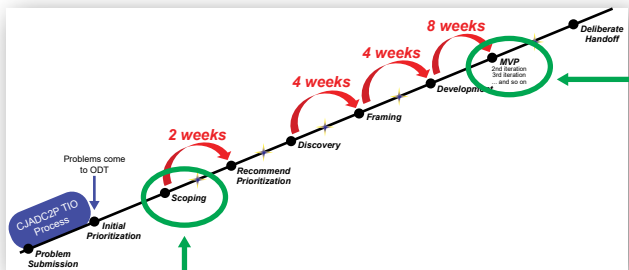 8 weeks
4 weeks
4 weeks
2 weeks
Deliberate
Handoff
MVP
2nd iteration
3rd iteration
... and so on
Development
Framing
Discovery
Recommend
Prioritization
Problems come
to ODT
Scoping
CJADC2P TIO
Process
Initial
Prioritization
Problem
Submission